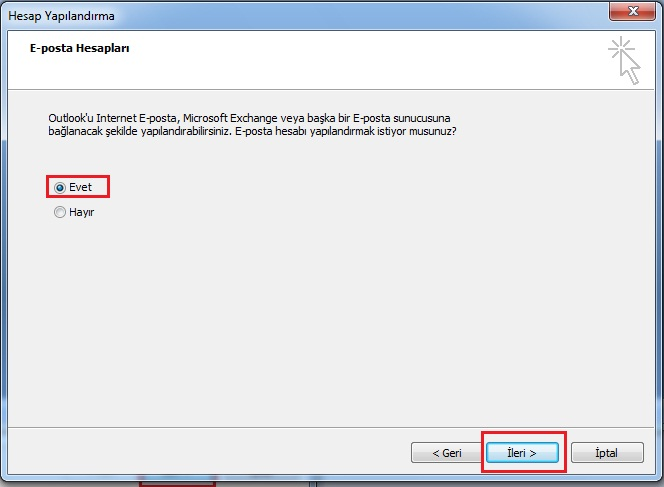 Hesap Yapılandırma
E-posta Hesapları
Outlook'u Internet E-posta, Microsoft Exchange veya başka bir E-posta sunucusuna
bağlanacak şekilde yapılandırabilirsiniz. E-posta hesabı yapılandırmak istiyor musunuz?
Evet
Hayır
< Geri İleri > İptal